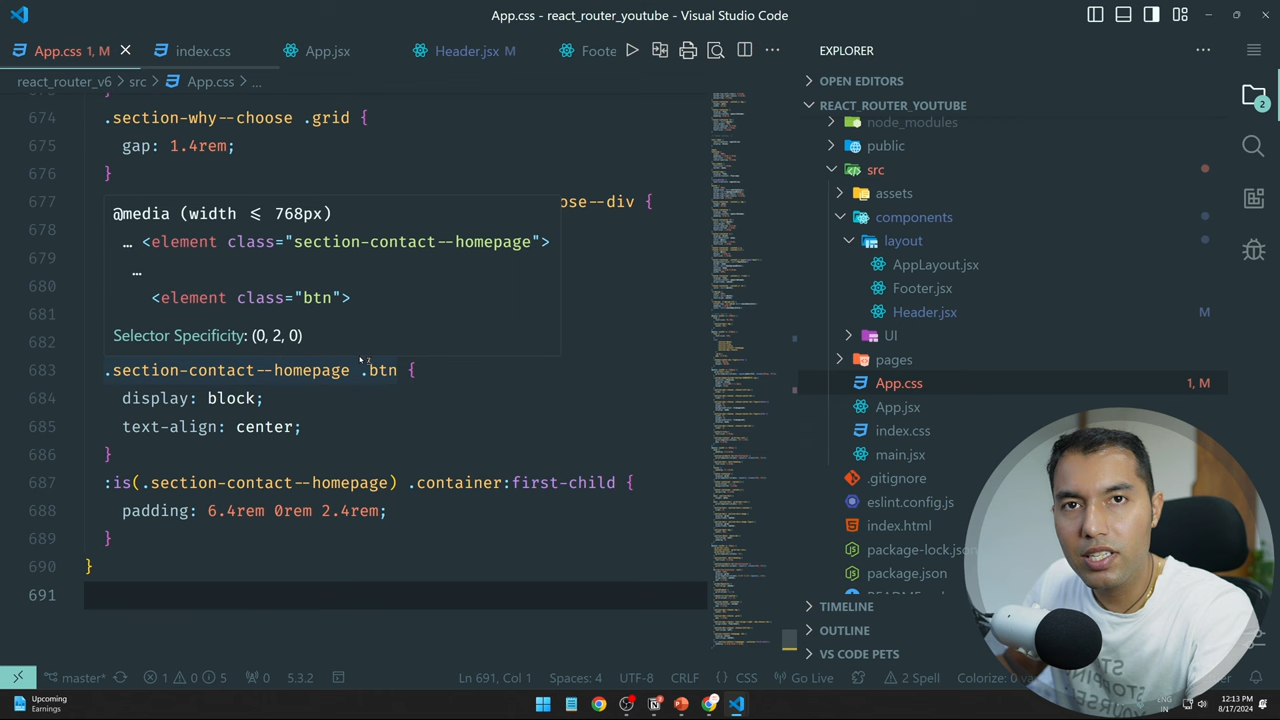 App.css - react_router_youtube - Visual Studio Code
App.css 1, M
index.css
App.jsx
Header.jsx M
Foote
EXPLORER
react_router_v6 > src > App.css > ...
OPEN EDITORS
REACT_ROUTER_YOUTUBE
node_modules
public
src
assets
components
layout
AppLayout.jsx
Footer.jsx
Header.jsx M
UI
pages
App.css 1, M
App.jsx
index.css
main.jsx
.gitignore
eslint.config.js
index.html
package-lock.json
package.json
TIMELINE
OUTLINE
VS CODE PETS
2
674 .section-why--choose .grid {
675 gap: 1.4rem;
676 }
677 ose--div {
@media (width <= 768px)
678
… <element class="section-contact--homepage">
679
…
680
<element class="btn">
681
682
Selector Specificity: (0, 2, 0)
683 .section-contact--homepage .btn {
684 display: block;
685 text-align: center;
686 }
687 :is(.section-contact--homepage) .container:first-child {
688 padding: 6.4rem 0rem 2.4rem;
689 }
690 }
691
master*
1 0 5
0
5.3.2
Ln 691, Col 1
Spaces: 4
UTF-8
CRLF
{} CSS
Go Live
2 Spell
Colorize: 0
STOPPING
YOURSELF
Upcoming
Earnings
ENG
IN
12:13 PM
8/17/2024